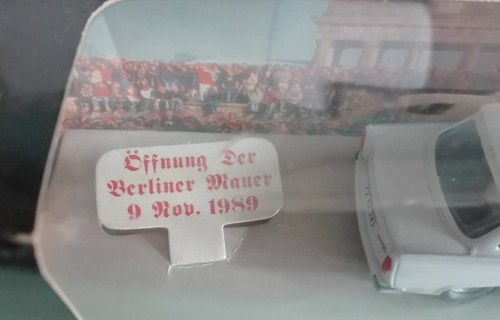 Öffnung Der
Berliner Mauer
9 Nov. 1989